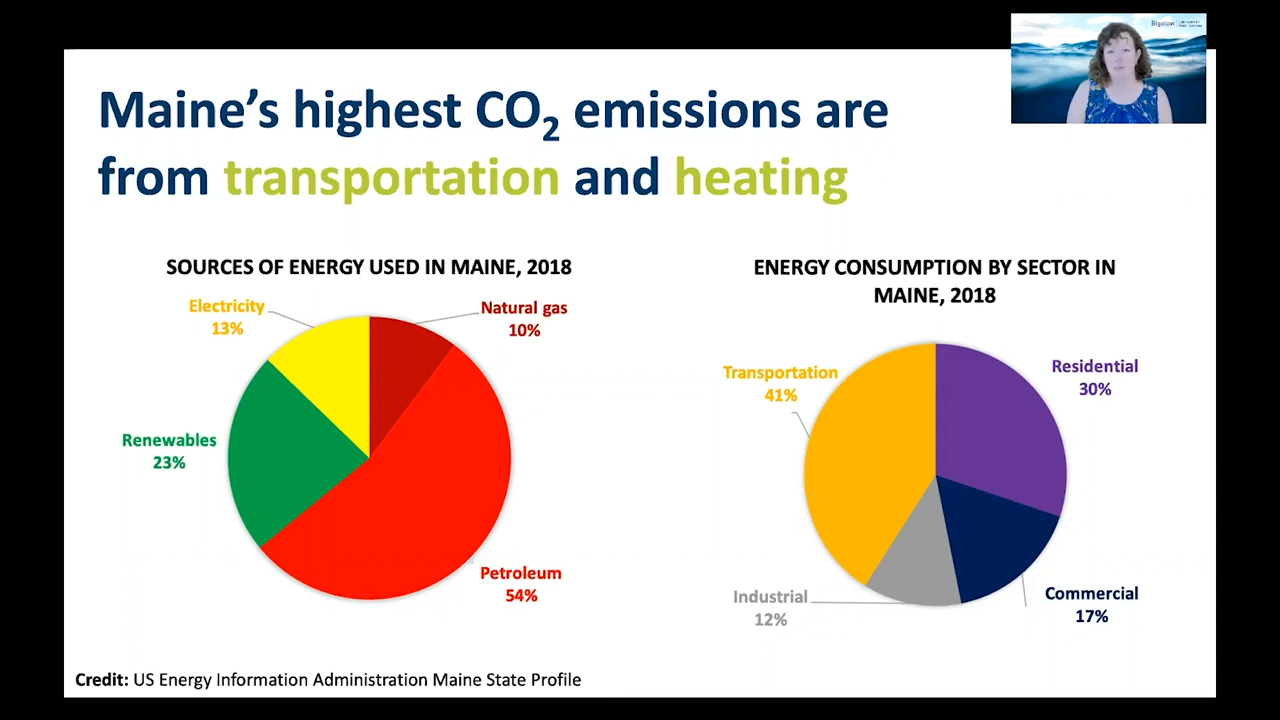 Bigelow
Maine's highest CO2 emissions are
from transportation and heating
SOURCES OF ENERGY USED IN MAINE, 2018
Electricity
13%
Natural gas
10%
Renewables
23%
Petroleum
54%
ENERGY CONSUMPTION BY SECTOR IN
MAINE, 2018
Transportation
41%
Residential
30%
Industrial
12%
Commercial
17%
Credit: US Energy Information Administration Maine State Profile